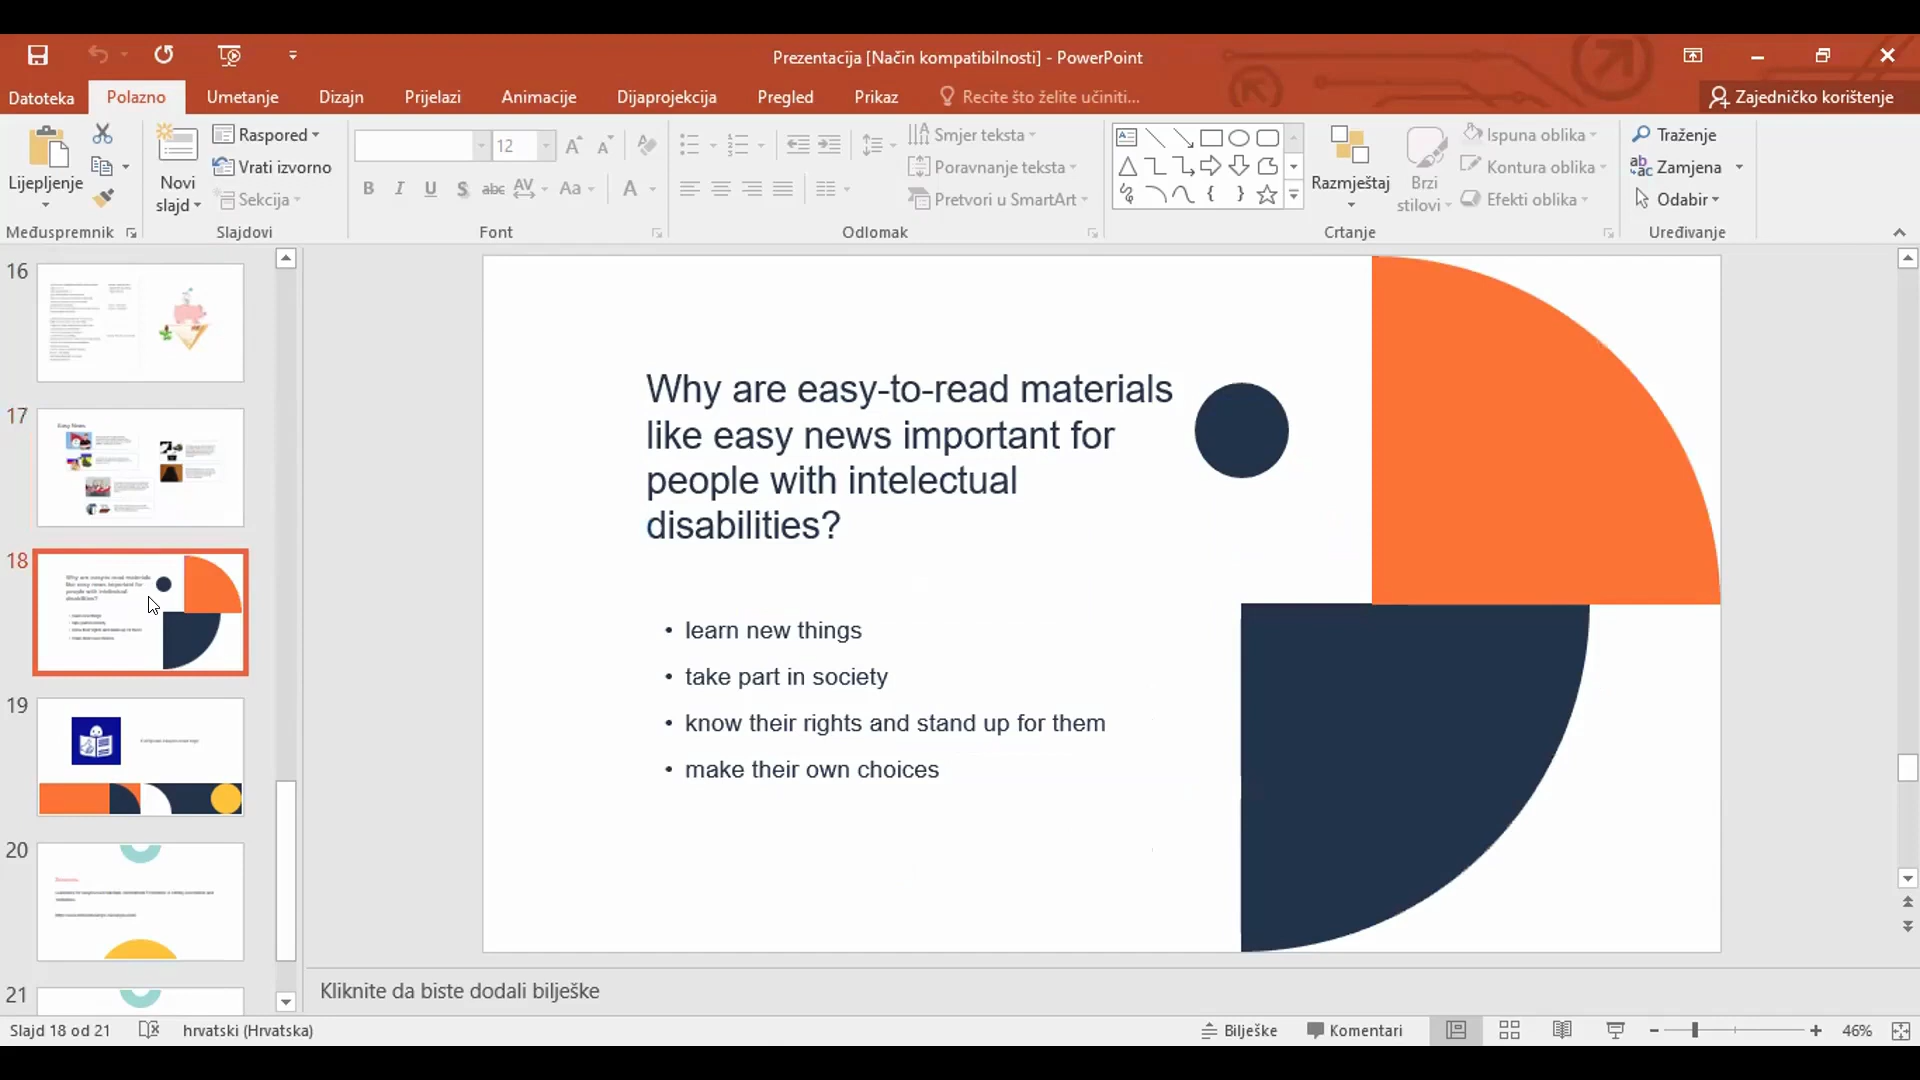 Prezentacija [Način kompatibilnosti] - PowerPoint
Datoteka Polazno Umetanje Dizajn Prijelazi Animacije Dijaprojekcija Pregled Prikaz Recite što želite učiniti... Zajedničko korištenje
Lijepljenje
Novi
slajd
Raspored
Vrati izvorno
Sekcija
12
Smjer teksta
Poravnanje teksta
Pretvori u SmartArt
Razmještaj
Brzi
stilovi
Ispuna oblika
Kontura oblika
Efekti oblika
Traženje
Zamjena
Odabir
Međuspremnik Slajdovi Font Odlomak Crtanje Uređivanje
16
17
Easy News
18
19
20
21
Why are easy-to-read materials
like easy news important for
people with intelectual
disabilities?
• learn new things
• take part in society
• know their rights and stand up for them
• make their own choices
Kliknite da biste dodali bilješke
Slajd 18 od 21 hrvatski (Hrvatska) Bilješke Komentari 46%